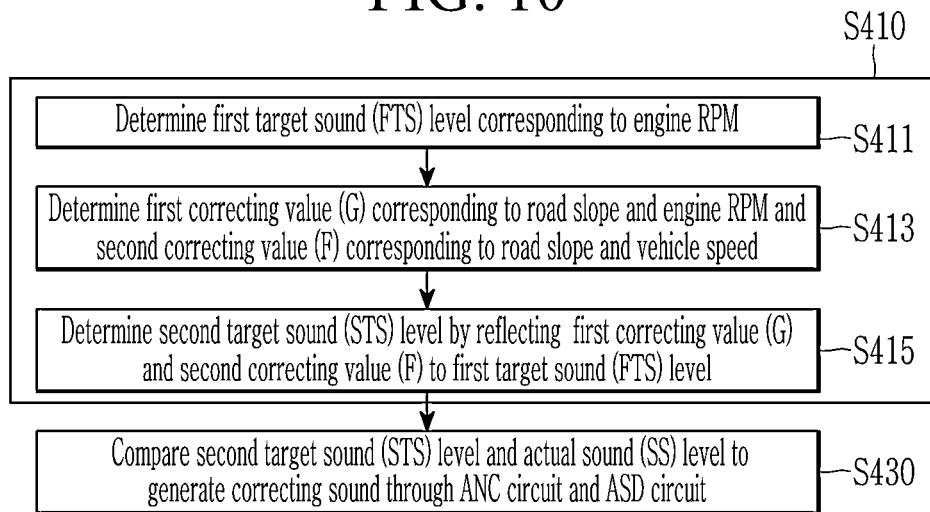 FIG. 10
S410
Determine first target sound (FTS) level corresponding to engine RPM
S411
Determine first correcting value (G) corresponding to road slope and engine RPM and
second correcting value (F) corresponding to road slope and vehicle speed
S413
Determine second target sound (STS) level by reflecting first correcting value (G)
and second correcting value (F) to first target sound (FTS) level
S415
Compare second target sound (STS) level and actual sound (SS) level to
generate correcting sound through ANC circuit and ASD circuit
S430